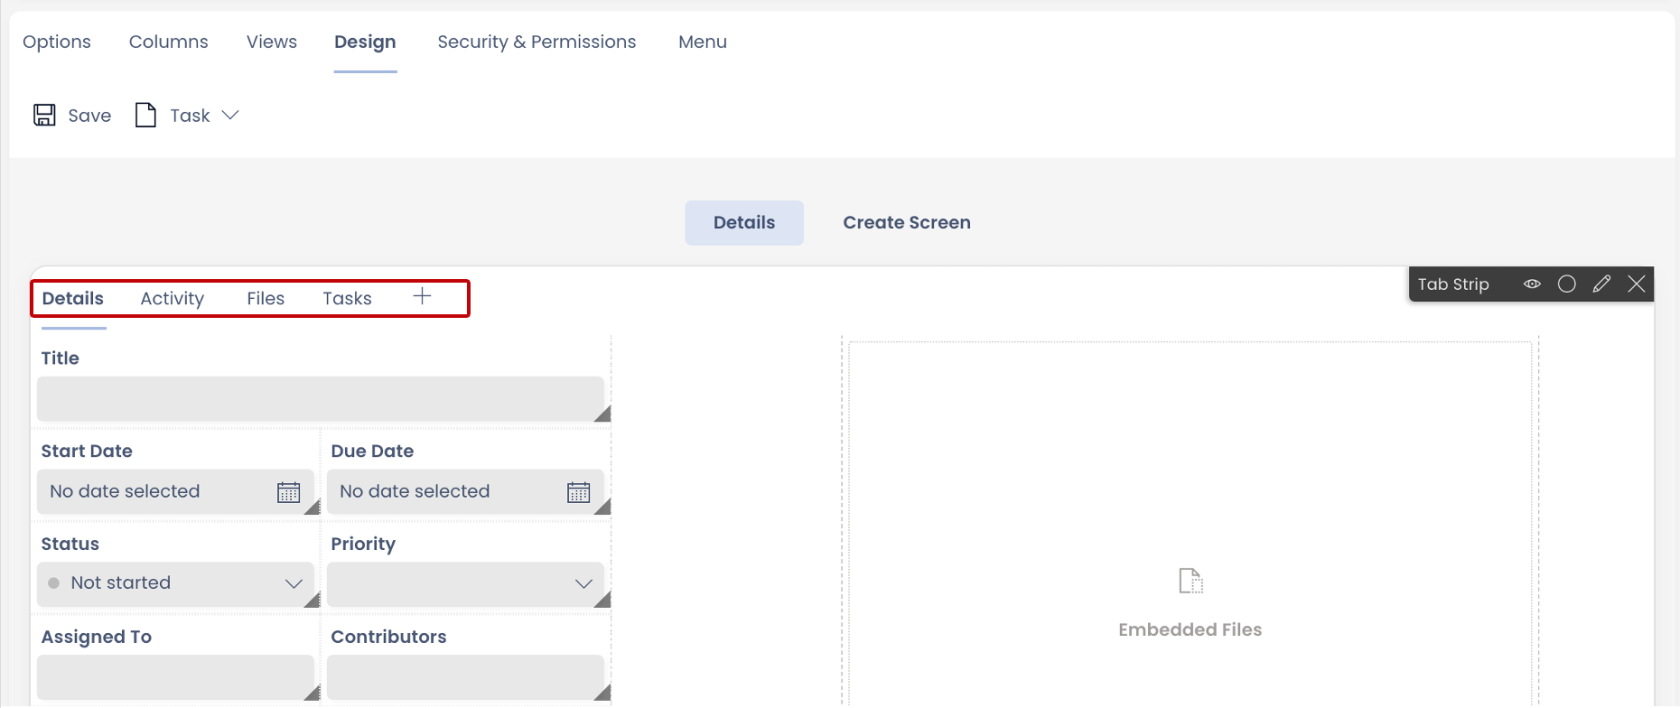 Options Columns Views Design Security & Permissions Menu
Save Task
Details Create Screen
Details Activity Files Tasks
Tab Strip
Title
Start Date Due Date
No date selected No date selected
Status Priority
Not started
Embedded Files
Assigned To Contributors